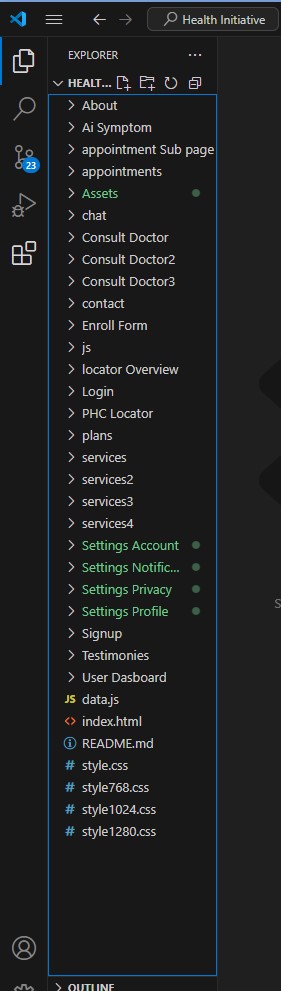 Health Initiative
EXPLORER
HEALT...
About
Ai Symptom
appointment Sub page
appointments
Assets
chat
Consult Doctor
Consult Doctor2
Consult Doctor3
contact
Enroll Form
js
locator Overview
Login
PHC Locator
plans
services
services2
services3
services4
Settings Account
Settings Notific...
Settings Privacy
Settings Profile
Signup
Testimonies
User Dasboard
JS data.js
<> index.html
README.md
# style.css
# style768.css
# style1024.css
# style1280.css
OUTLINE
23
S